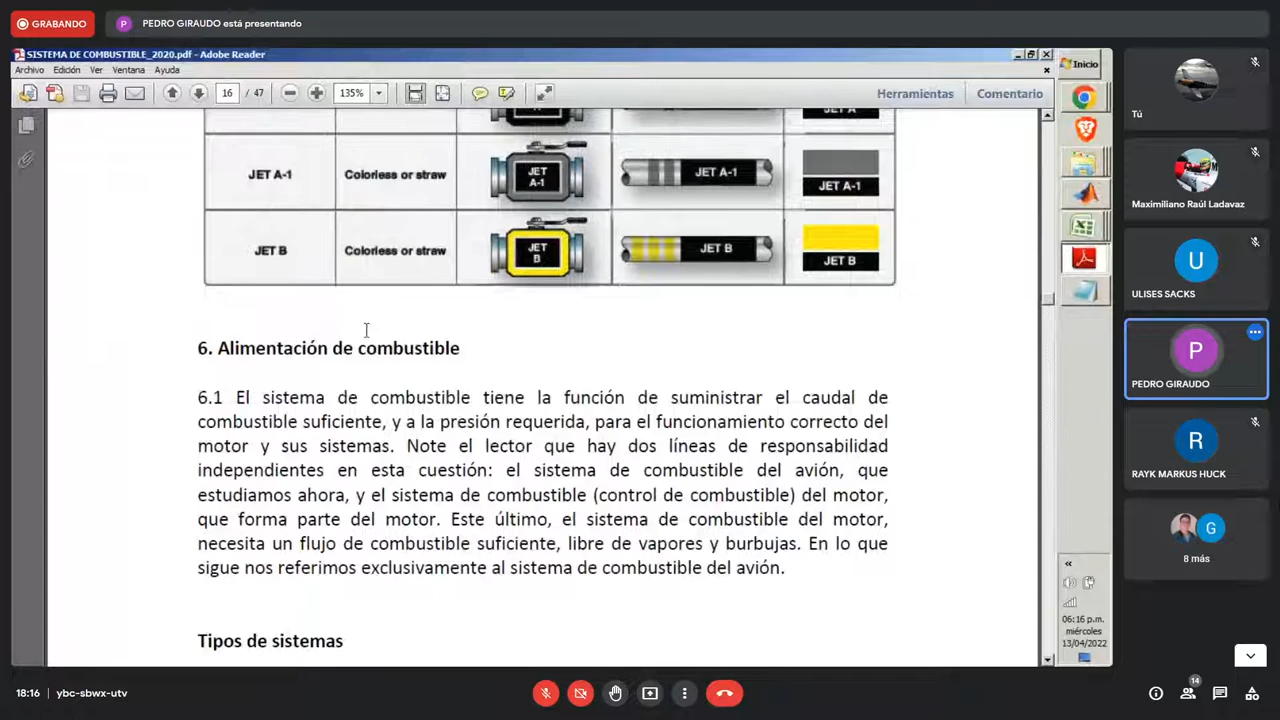 GRABANDO
P PEDRO GIRAUDO está presentando
SISTEMA DE COMBUSTIBLE_2020.pdf - Adobe Reader
Archivo Edición Ver Ventana Ayuda
16 / 47 135% Herramientas Comentario
JET A-1 Colorless or straw JET A-1 JET A-1 JET A-1
JET B Colorless or straw JET B JET B JET B
6. Alimentación de combustible
6.1 El sistema de combustible tiene la función de suministrar el caudal de
combustible suficiente, y a la presión requerida, para el funcionamiento correcto del
motor y sus sistemas. Note el lector que hay dos líneas de responsabilidad
independientes en esta cuestión: el sistema de combustible del avión, que
estudiamos ahora, y el sistema de combustible (control de combustible) del motor,
que forma parte del motor. Este último, el sistema de combustible del motor,
necesita un flujo de combustible suficiente, libre de vapores y burbujas. En lo que
sigue nos referimos exclusivamente al sistema de combustible del avión.
Tipos de sistemas
Inicio
«
06:16 p.m.
miércoles
13/04/2022
Tú
Maximiliano Raúl Ladavaz
U
ULISES SACKS
P
PEDRO GIRAUDO
R
RAYK MARKUS HUCK
G
8 más
18:16 ybc-sbwx-utv
14